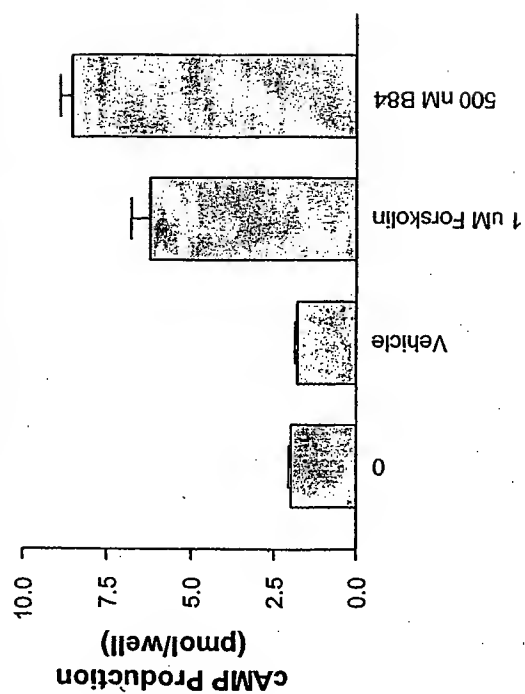 cAMP Production
(pmol/well)
10.0
7.5
5.0
2.5
0.0
0
Vehicle
1 uM Forskolin
500 nM B84